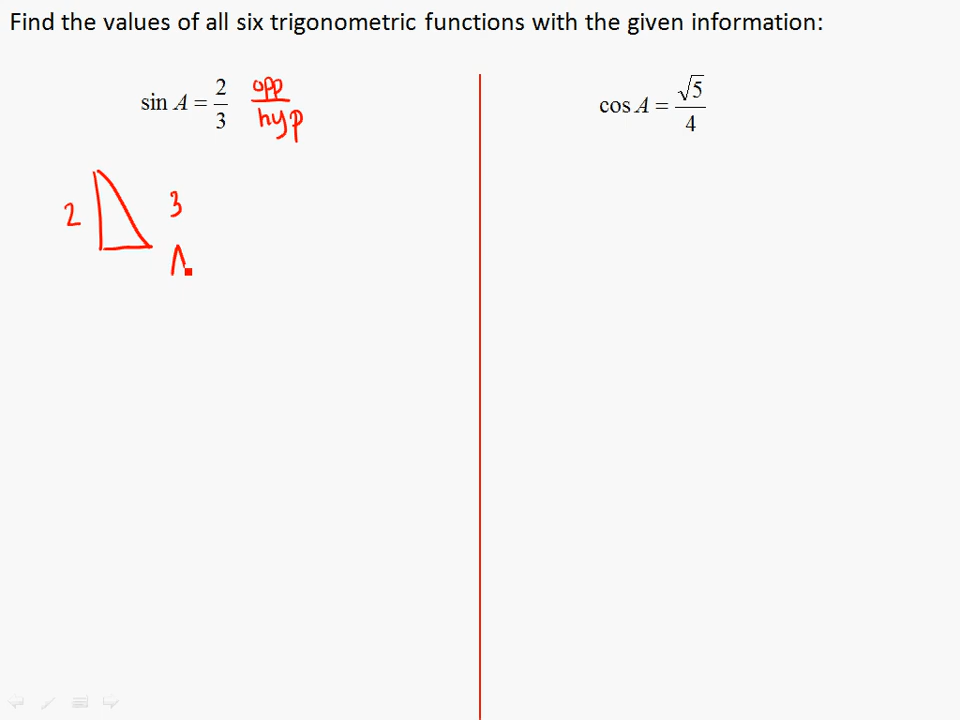 Find the values of all six trigonometric functions with the given information:
sin A = 2/3 opp/hyp
cos A = √5/4
2
3
A